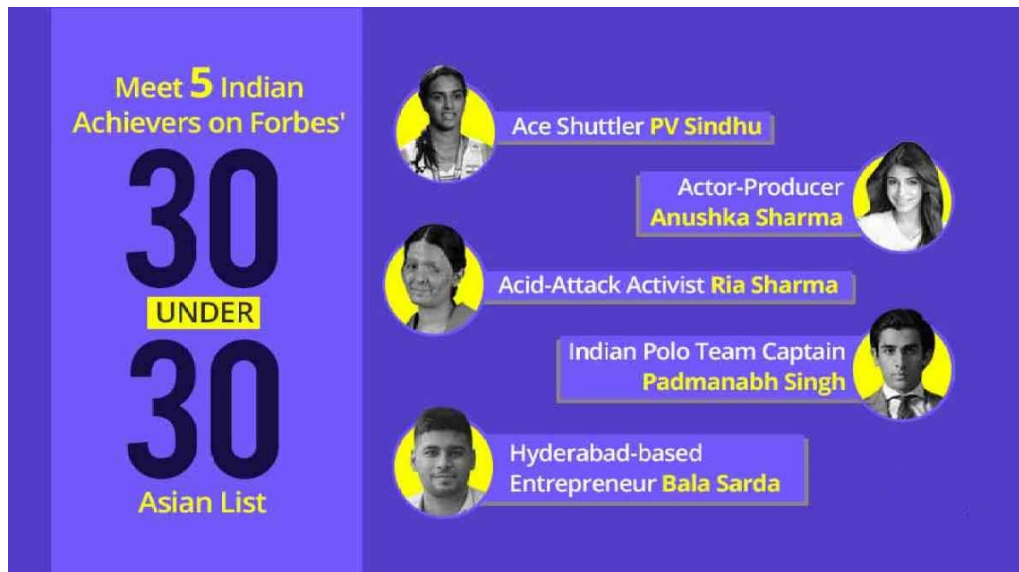 Meet 5 Indian
Achievers on Forbes'
30
UNDER
30
Asian List
Ace Shuttler PV Sindhu
Actor-Producer
Anushka Sharma
Acid-Attack Activist Ria Sharma
Indian Polo Team Captain
Padmanabh Singh
Hyderabad-based
Entrepreneur Bala Sarda